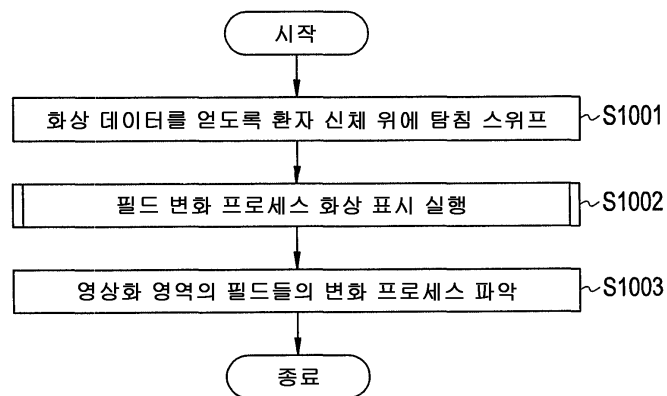 시작
화상 데이터를 얻도록 환자 신체 위에 탐침 스위프 S1001
필드 변화 프로세스 화상 표시 실행 S1002
영상화 영역의 필드들의 변화 프로세스 파악 S1003
종료